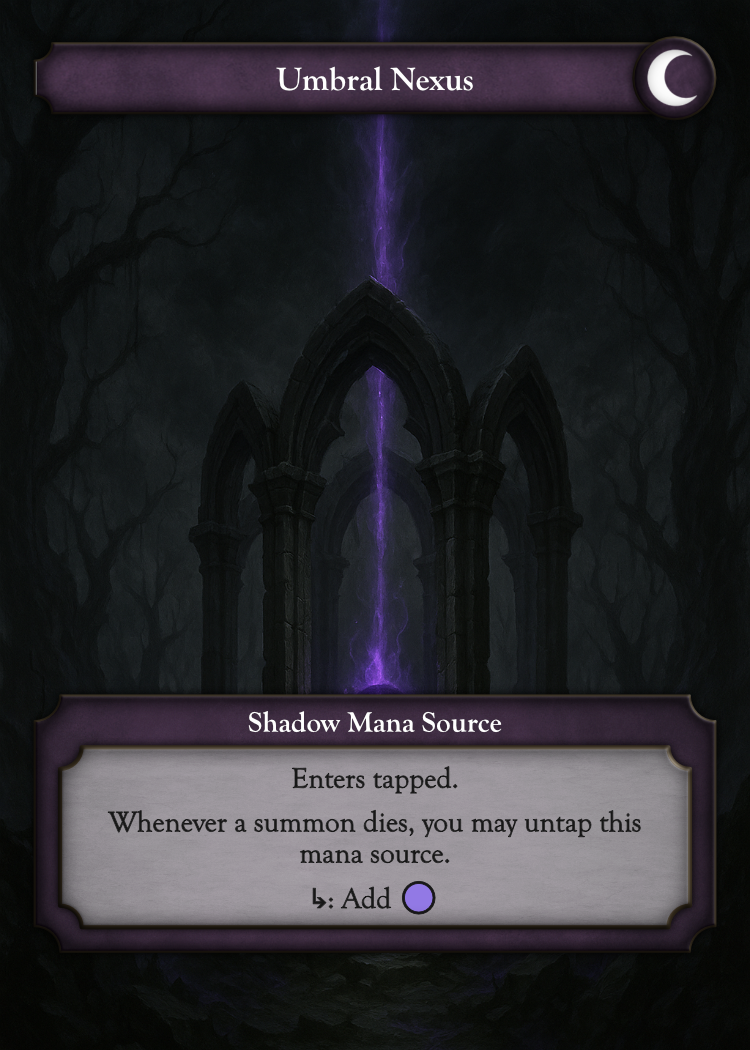 Umbral Nexus
Shadow Mana Source
Enters tapped.
Whenever a summon dies, you may untap this
mana source.
↳: Add